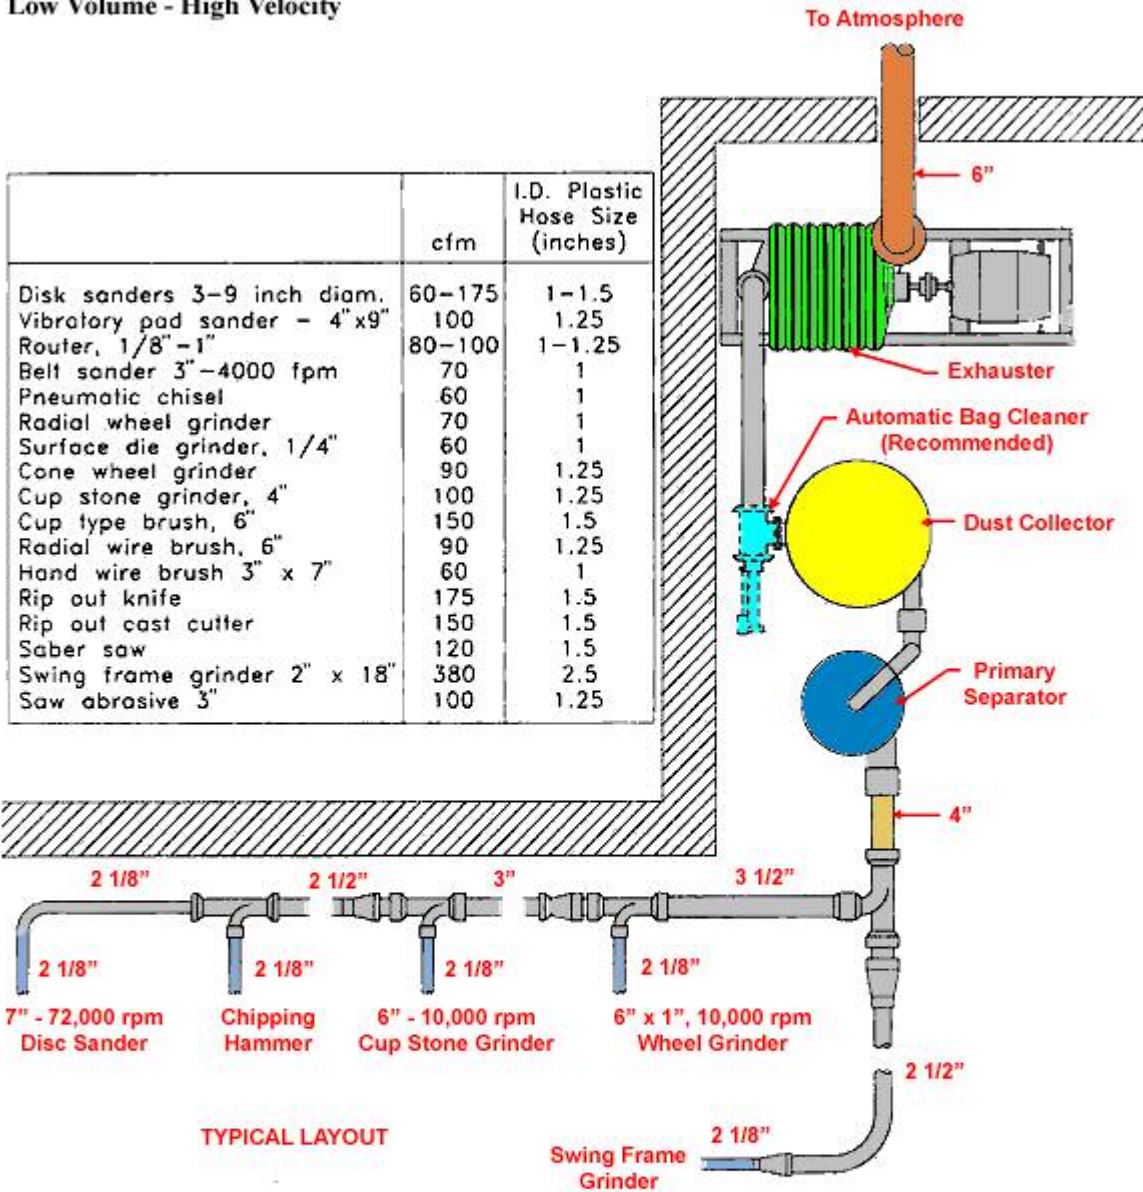 Low Volume - High Velocity
To Atmosphere
6”
cfm
I.D. Plastic
Hose Size
(inches)
Disk sanders 3-9 inch diam. 60-175 1-1.5
Vibratory pad sander - 4"x9" 100 1.25
Router, 1/8"-1" 80-100 1-1.25
Belt sander 3"-4000 fpm 70 1
Pneumatic chisel 60 1
Radial wheel grinder 70 1
Surface die grinder, 1/4" 60 1
Cone wheel grinder 90 1.25
Cup stone grinder, 4" 100 1.25
Cup type brush, 6" 150 1.5
Radial wire brush, 6" 90 1.25
Hand wire brush 3" x 7" 60 1
Rip out knife 175 1.5
Rip out cast cutter 150 1.5
Saber saw 120 1.5
Swing frame grinder 2" x 18" 380 2.5
Saw abrasive 3" 100 1.25
Exhauster
Automatic Bag Cleaner
(Recommended)
Dust Collector
Primary
Separator
4”
2 1/8” 2 1/2” 3” 3 1/2”
2 1/8” 2 1/8” 2 1/8” 2 1/8”
7” - 72,000 rpm
Disc Sander
Chipping
Hammer
6” - 10,000 rpm
Cup Stone Grinder
6” x 1”, 10,000 rpm
Wheel Grinder
2 1/2”
TYPICAL LAYOUT
2 1/8”
Swing Frame
Grinder